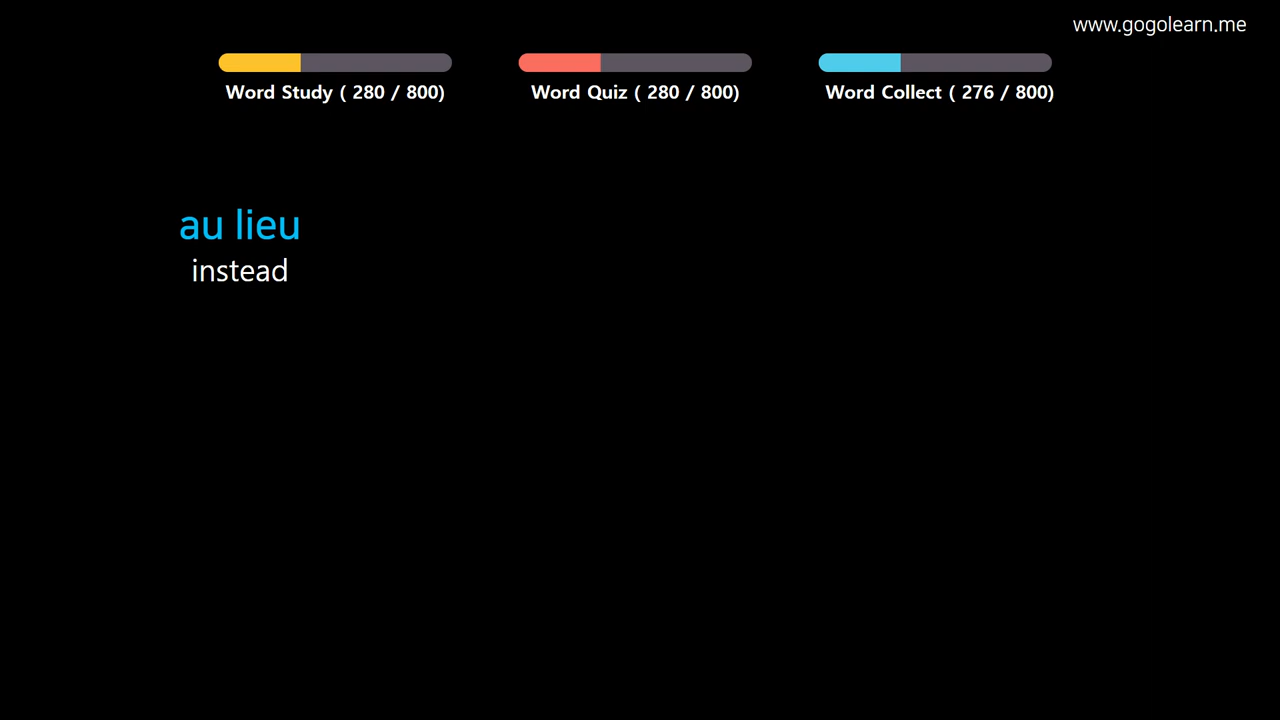 www.gogolearn.me
Word Study ( 280 / 800)
Word Quiz ( 280 / 800)
Word Collect ( 276 / 800)
au lieu
instead